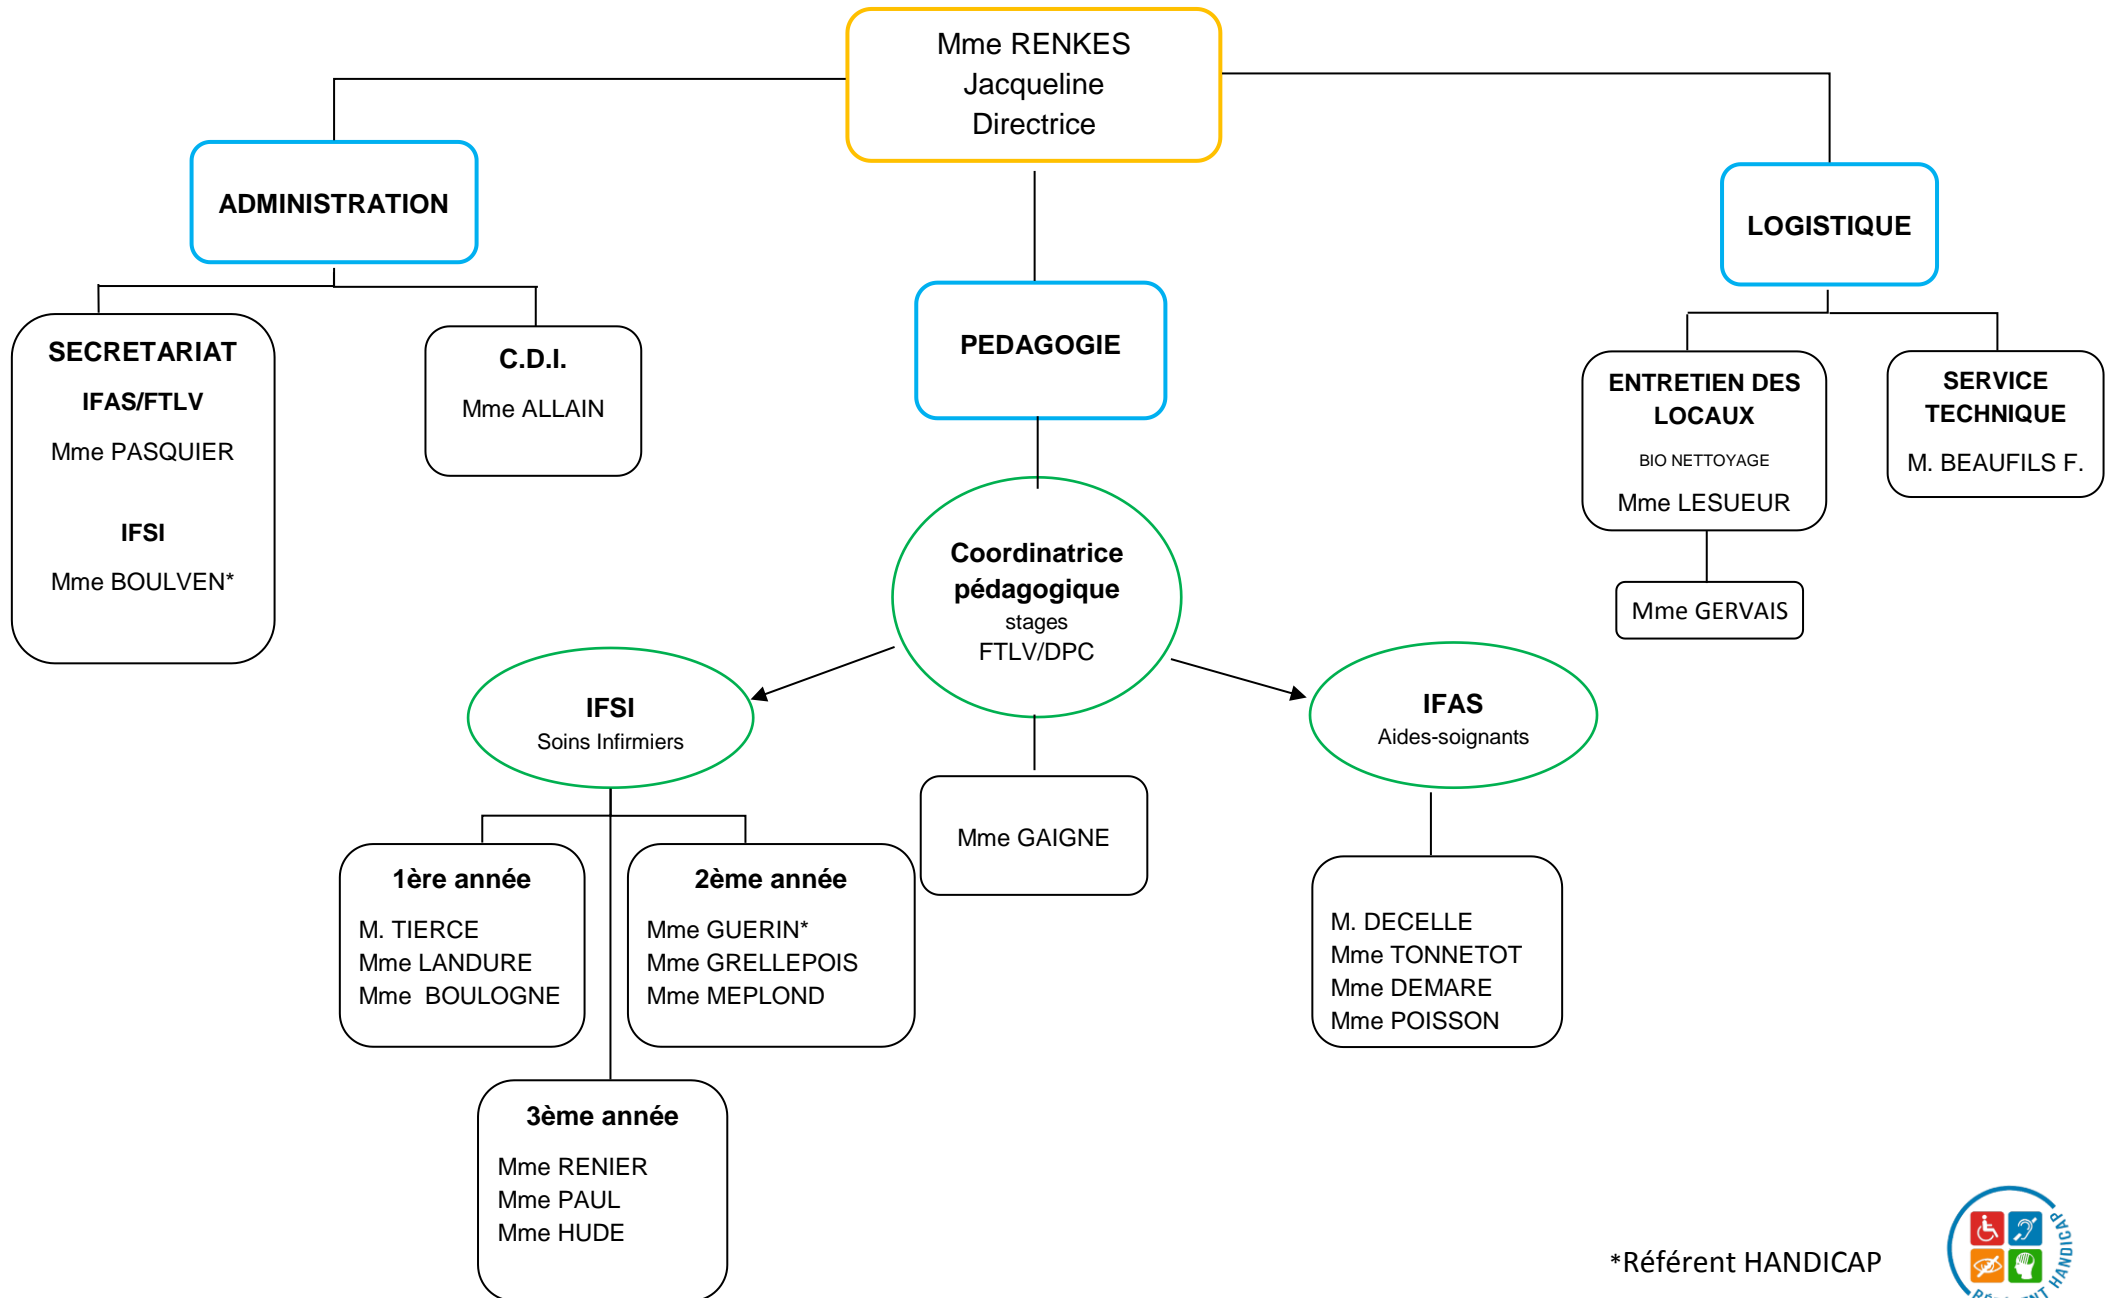 Mme RENKES
Jacqueline
Directrice
ADMINISTRATION
LOGISTIQUE
PEDAGOGIE
SECRETARIAT
IFAS/FTLV
Mme PASQUIER
IFSI
Mme BOULVEN*
C.D.I.
Mme ALLAIN
ENTRETIEN DES
LOCAUX
BIO NETTOYAGE
Mme LESUEUR
SERVICE
TECHNIQUE
M. BEAUFILS F.
Mme GERVAIS
Coordinatrice
pédagogique
stages
FTLV/DPC
IFSI
Soins Infirmiers
IFAS
Aides-soignants
Mme GAIGNE
1ère année
M. TIERCE
Mme LANDURE
Mme  BOULOGNE
2ème année
Mme GUERIN*
Mme GRELLEPOIS
Mme MEPLOND
M. DECELLE
Mme TONNETOT
Mme DEMARE
Mme POISSON
3ème année
Mme RENIER
Mme PAUL
Mme HUDE
*Référent HANDICAP
HANDICAP